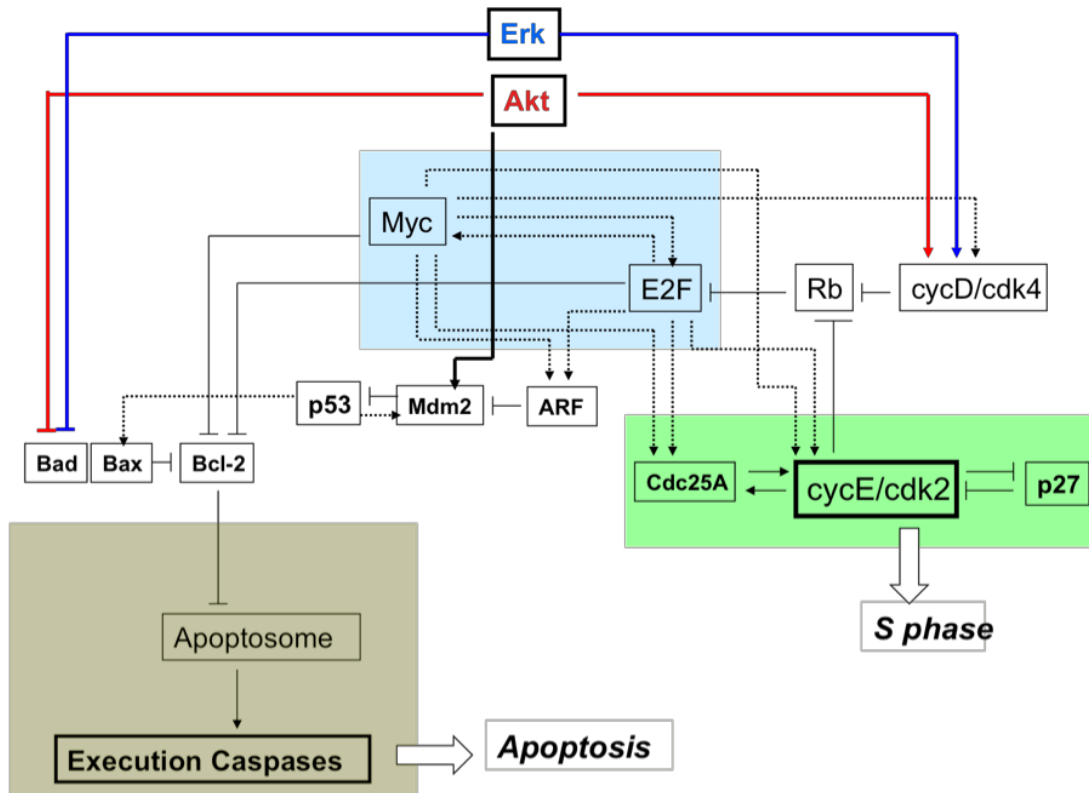 Erk
Akt
Myc
E2F
Rb
cycD/cdk4
p53
Mdm2
ARF
Bad
Bax
Bcl-2
Cdc25A
cycE/cdk2
p27
S phase
Apoptosome
Execution Caspases
Apoptosis